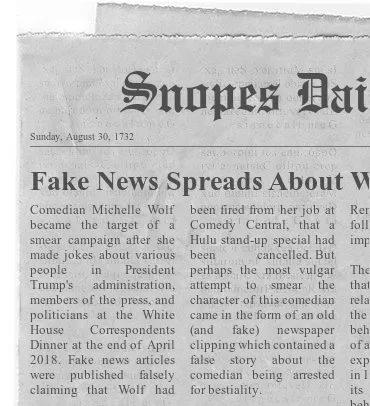 Snopes Dai
Sunday, August 30, 1732
Fake News Spreads About W
Comedian Michelle Wolf
became the target of a
smear campaign after she
made jokes about various
people in President
Trump's administration,
members of the press, and
politicians at the White
House Correspondents
Dinner at the end of April
2018. Fake news articles
were published falsely
claiming that Wolf had
been fired from her job at
Comedy Central, that a
Hulu stand-up special had
been cancelled. But
perhaps the most vulgar
attempt to smear the
character of this comedian
came in the form of an old
(and fake) newspaper
clipping which contained a
false story about the
comedian being arrested
for bestiality.
Rer
foll
imp
The
that
rela
the
beh
of a
exp
in I
its
beh